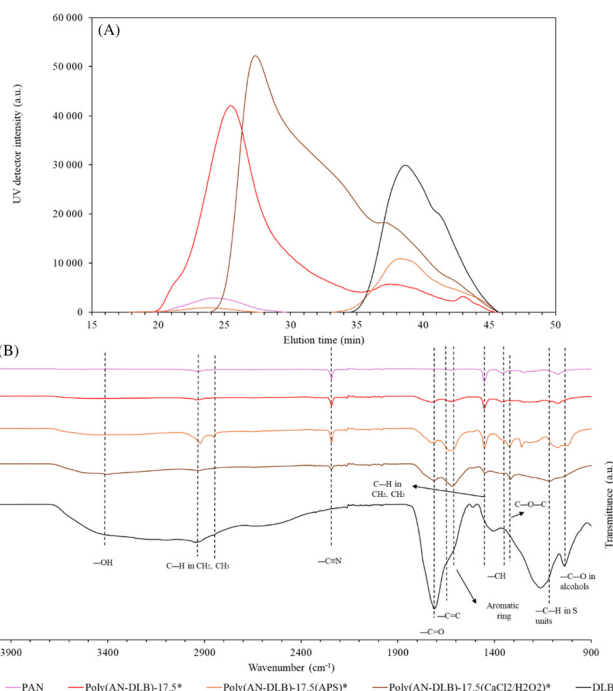 (A)
60 000
50 000
40 000
30 000
20 000
10 000
0
UV detector intensity (a.u.)
15 20 25 30 35 40 45 50
Elution time (min)
(B)
C—H in
CH2, CH3
C—O—C
—OH
C—H in CH2, CH3
—C≡N
—CH
—C—O in
alcohols
—C=C
Aromatic
ring
—C—H in S
units
—C=O
Transmittance (a.u.)
3900 3400 2900 2400 1900 1400 900
Wavenumber (cm-1)
PAN Poly(AN-DLB)-17.5* Poly(AN-DLB)-17.5(APS)* Poly(AN-DLB)-17.5(CaCl2/H2O2)* DLB